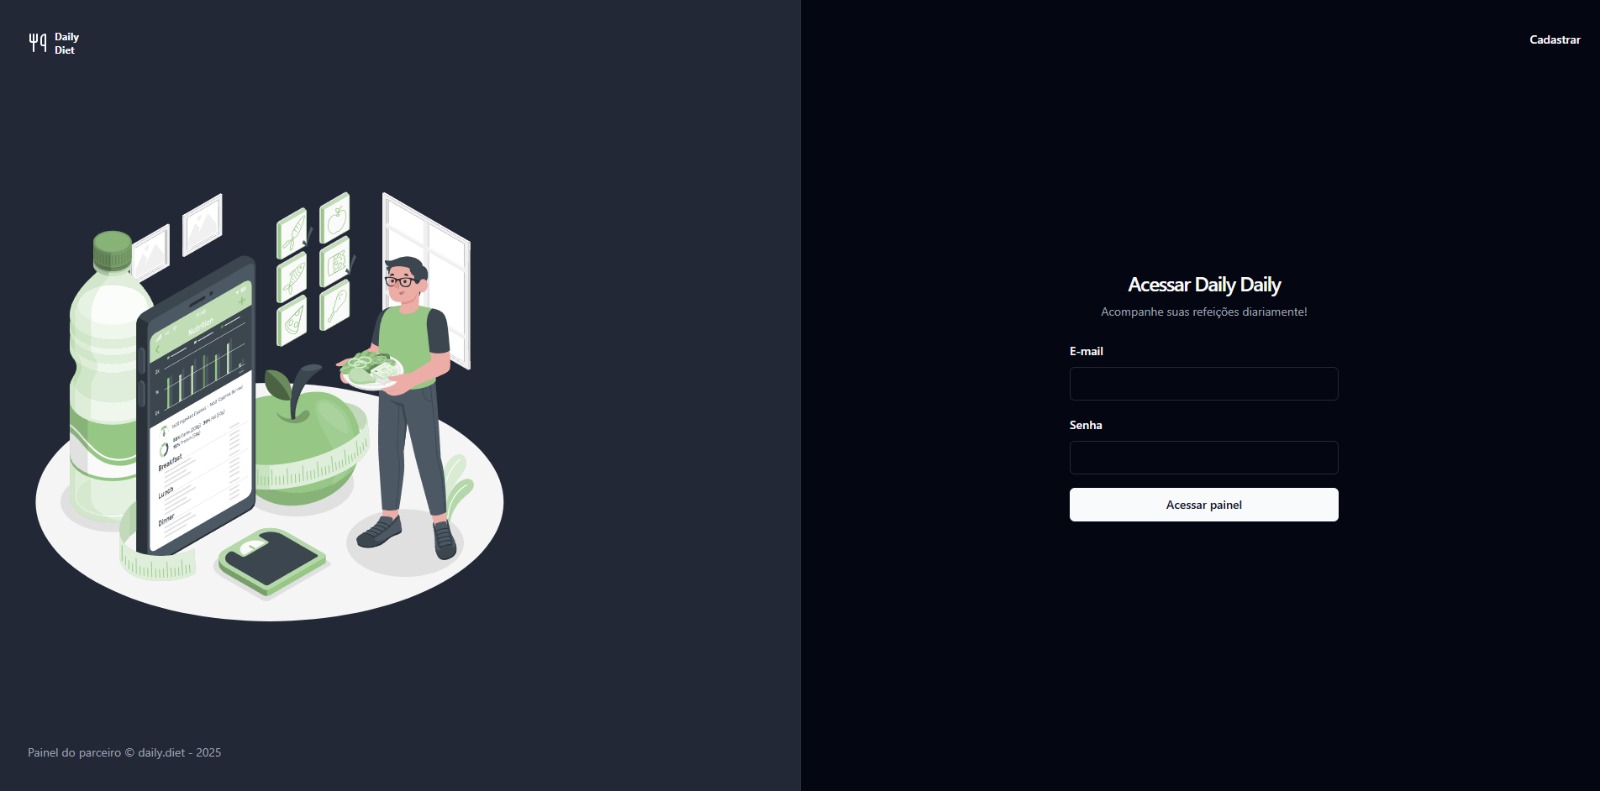 Daily
Diet
Cadastrar
Nutrition
Breakfast
Lunch
Dinner
Acessar Daily Daily
Acompanhe suas refeições diariamente!
E-mail
Senha
Acessar painel
Painel do parceiro © daily.diet - 2025